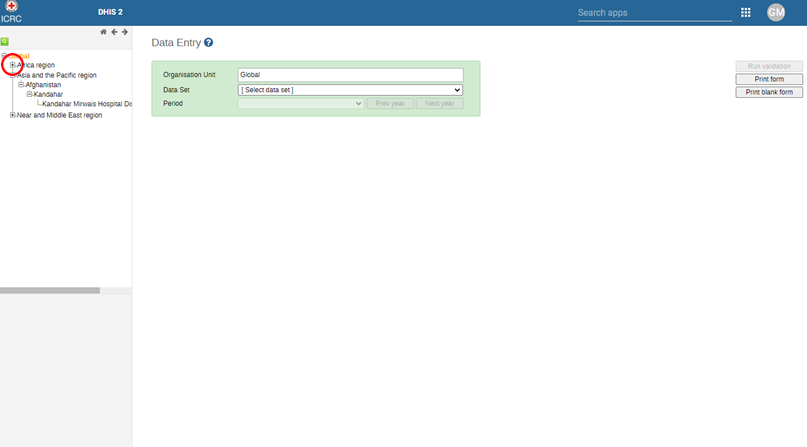 ICRC
DHIS 2
Search apps
GM
Global
Africa region
Asia and the Pacific region
Afghanistan
Kandahar
Kandahar Mirwais Hospital Dis
Near and Middle East region
Data Entry ?
Organisation Unit Global
Data Set [ Select data set ]
Period Prev year Next year
Run validation
Print form
Print blank form